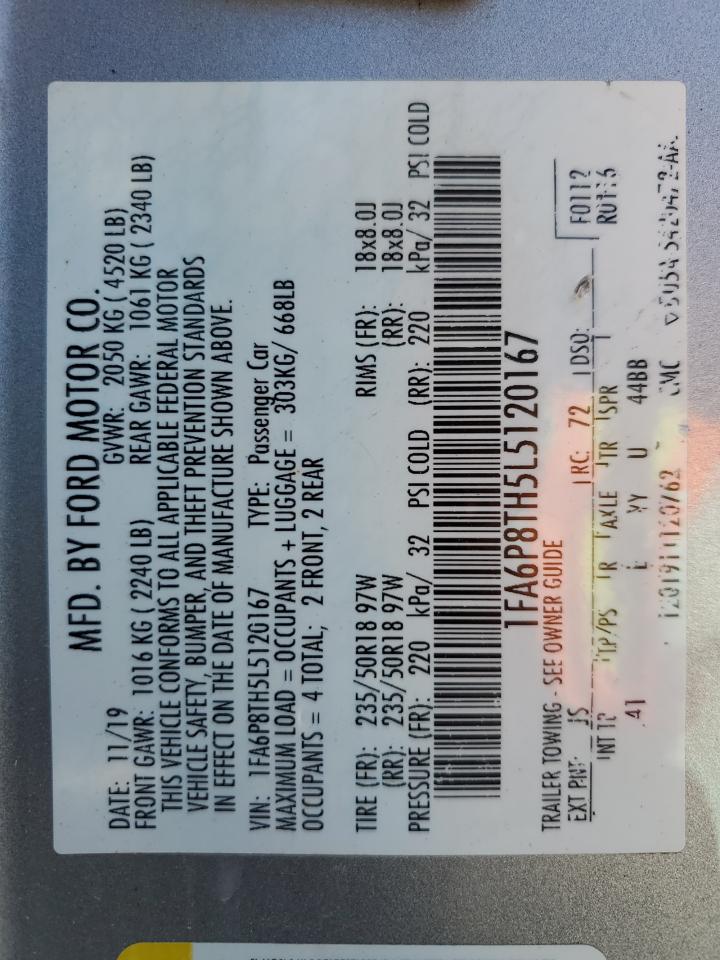 MFD. BY FORD MOTOR CO.
DATE: 11/19 GVWR: 2050 KG ( 4520 LB)
FRONT GAWR: 1016 KG ( 2240 LB) REAR GAWR: 1061 KG ( 2340 LB)
THIS VEHICLE CONFORMS TO ALL APPLICABLE FEDERAL MOTOR
VEHICLE SAFETY, BUMPER, AND THEFT PREVENTION STANDARDS
IN EFFECT ON THE DATE OF MANUFACTURE SHOWN ABOVE.
VIN: 1FA6P8TH5L5120167 TYPE: Passenger Car
MAXIMUM LOAD = OCCUPANTS + LUGGAGE = 303KG/ 668LB
OCCUPANTS = 4 TOTAL; 2 FRONT, 2 REAR
TIRE (FR): 235/50R18 97W RIMS (FR): 18x8.0J
(RR): 235/50R18 97W (RR): 18x8.0J
PRESSURE (FR): 220 kPa/ 32 PSI COLD (RR): 220 kPa/ 32 PSI COLD
1FA6P8TH5L5120167
TRAILER TOWING - SEE OWNER GUIDE
EXT PNT: JS RC: 72 DSO: F0112
INT TR TP/PS R AXLE TR SPR
41 U 44BB